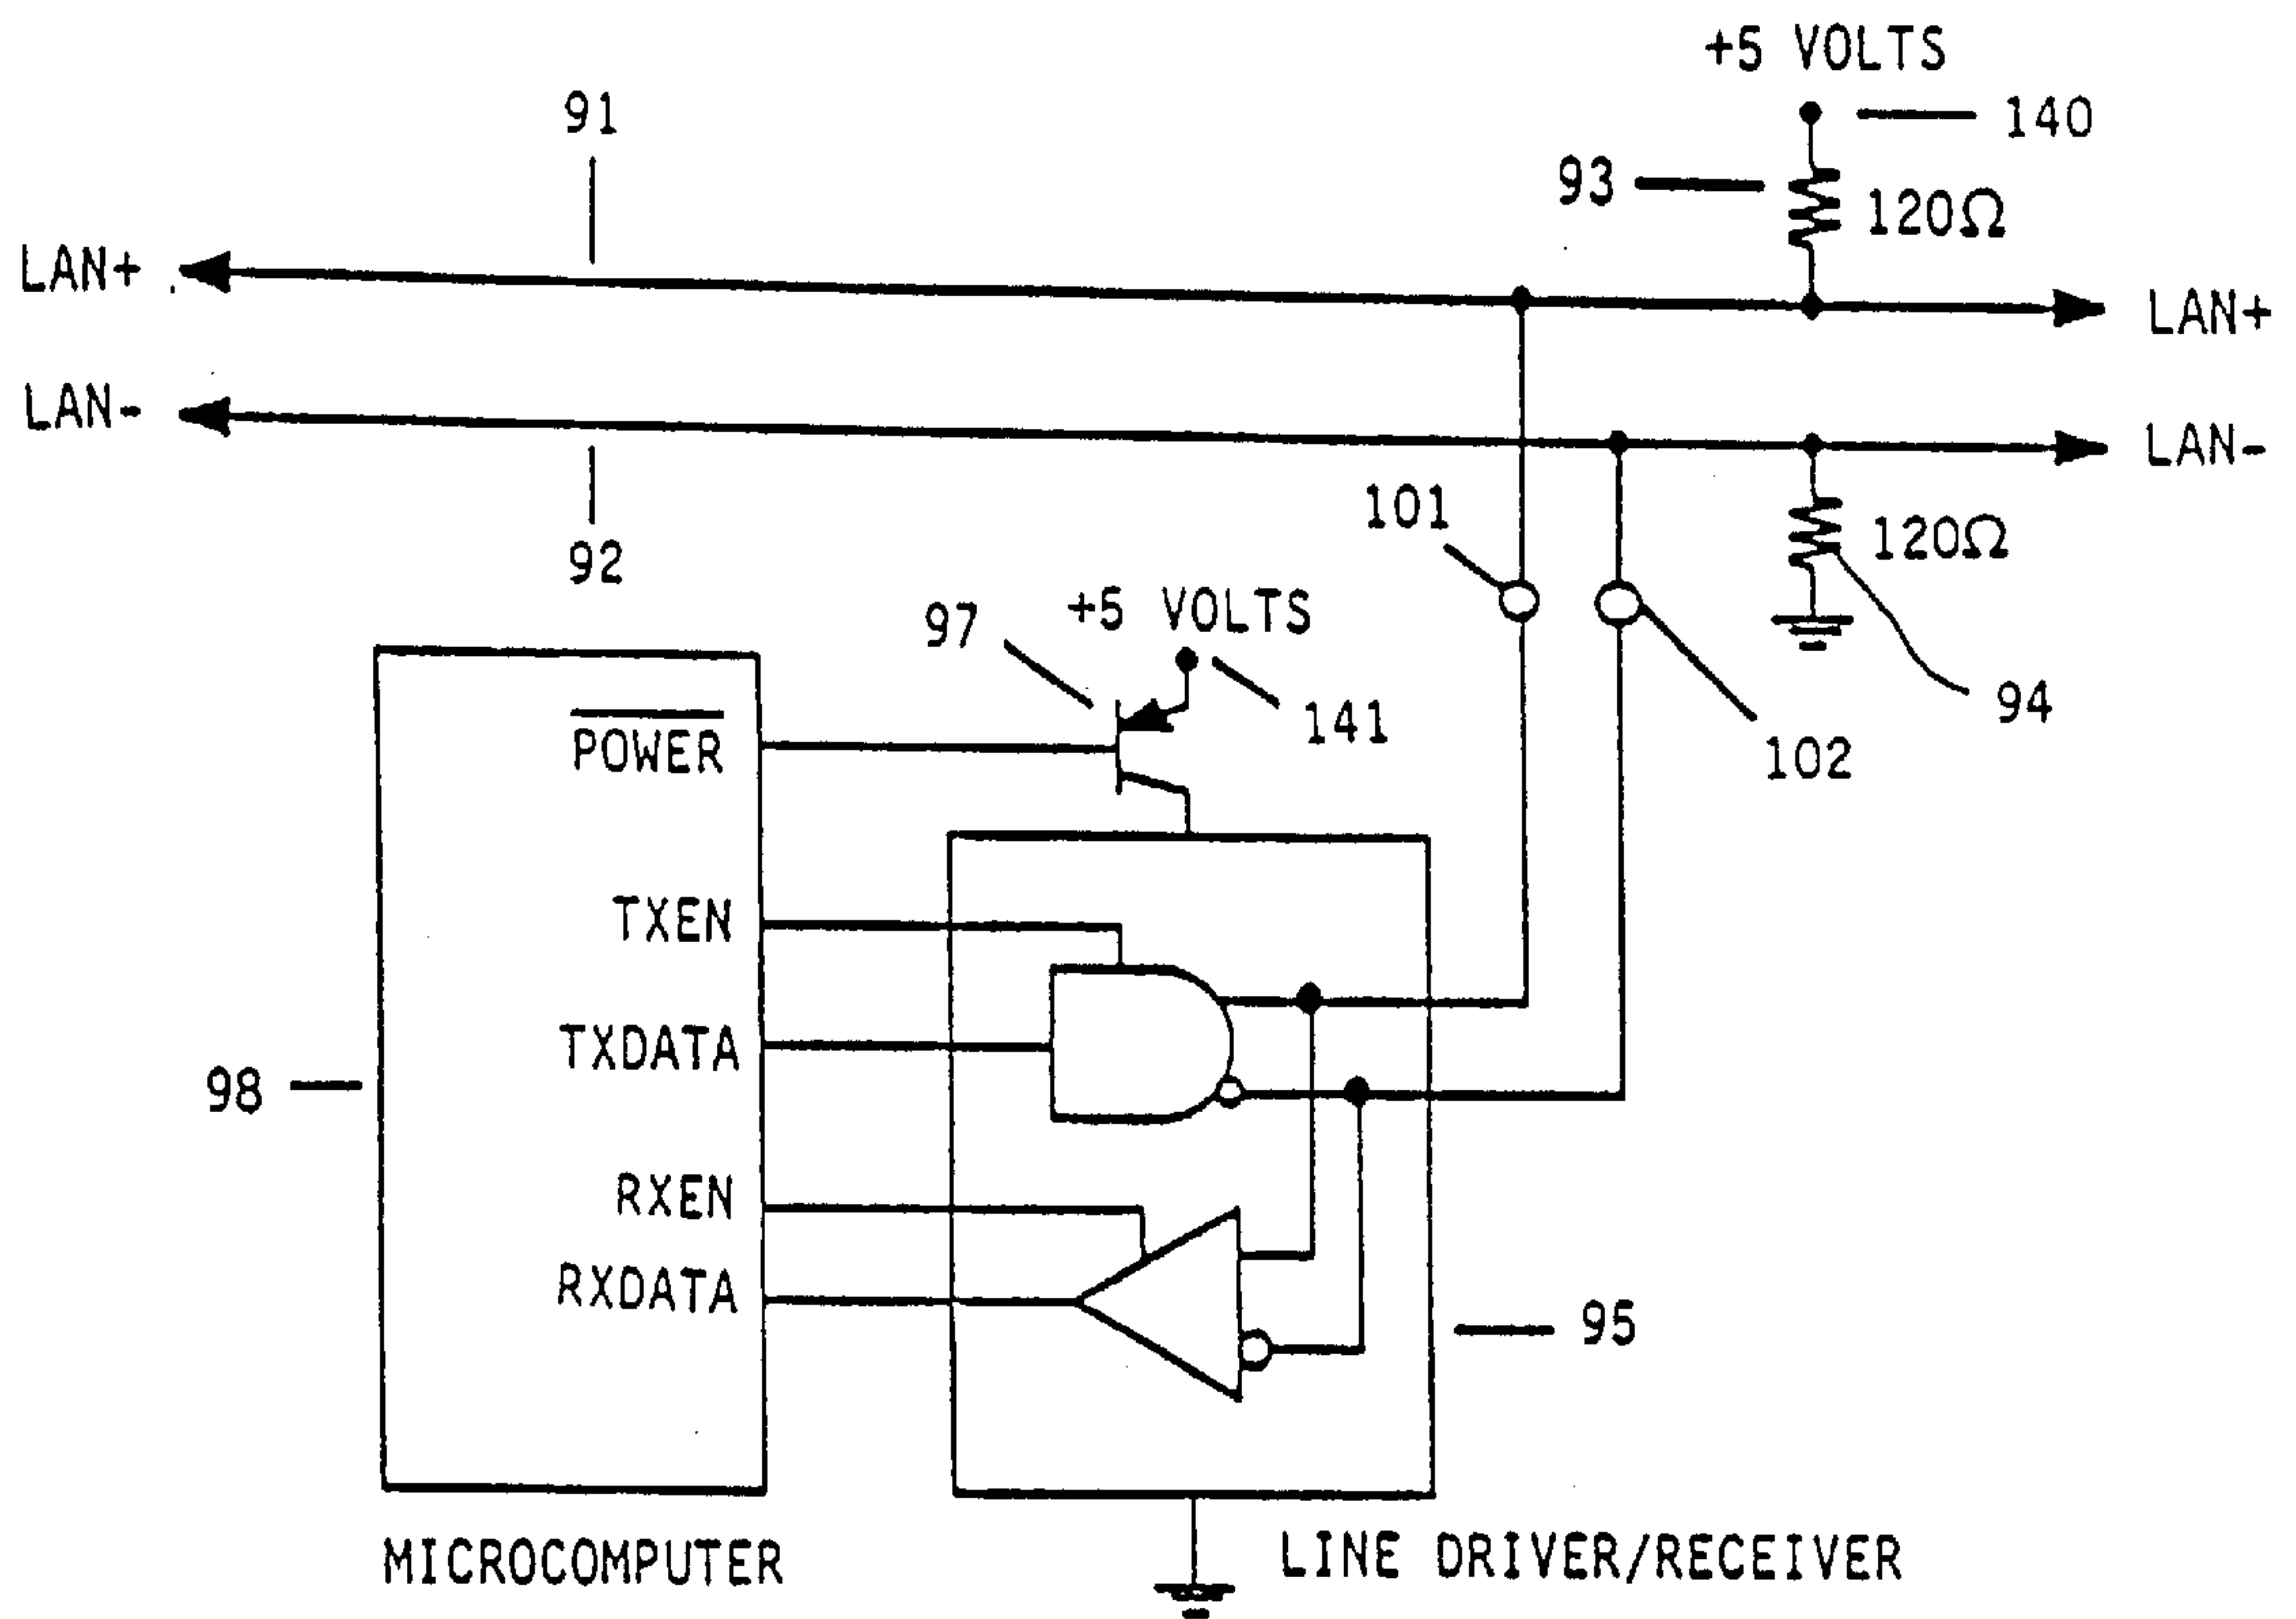 +5 VOLTS
140
91
93
120Ω
LAN+
LAN+
LAN-
LAN-
101
120Ω
92
97
+5 VOLTS
94
141
102
POWER
TXEN
TXDATA
98
RXEN
RXDATA
95
MICROCOMPUTER
LINE DRIVER/RECEIVER